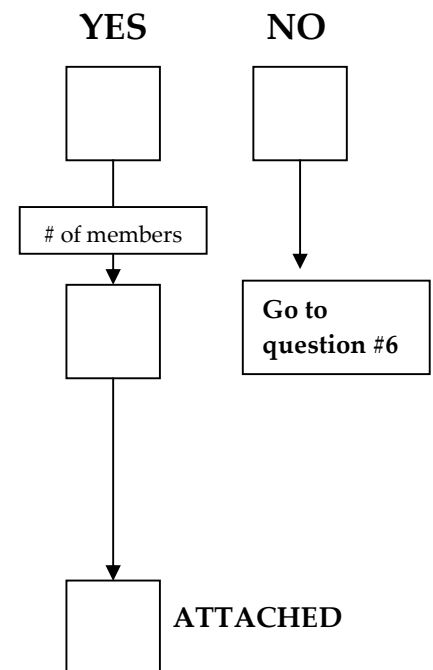 YES NO
# of members
Go to
question #6
ATTACHED